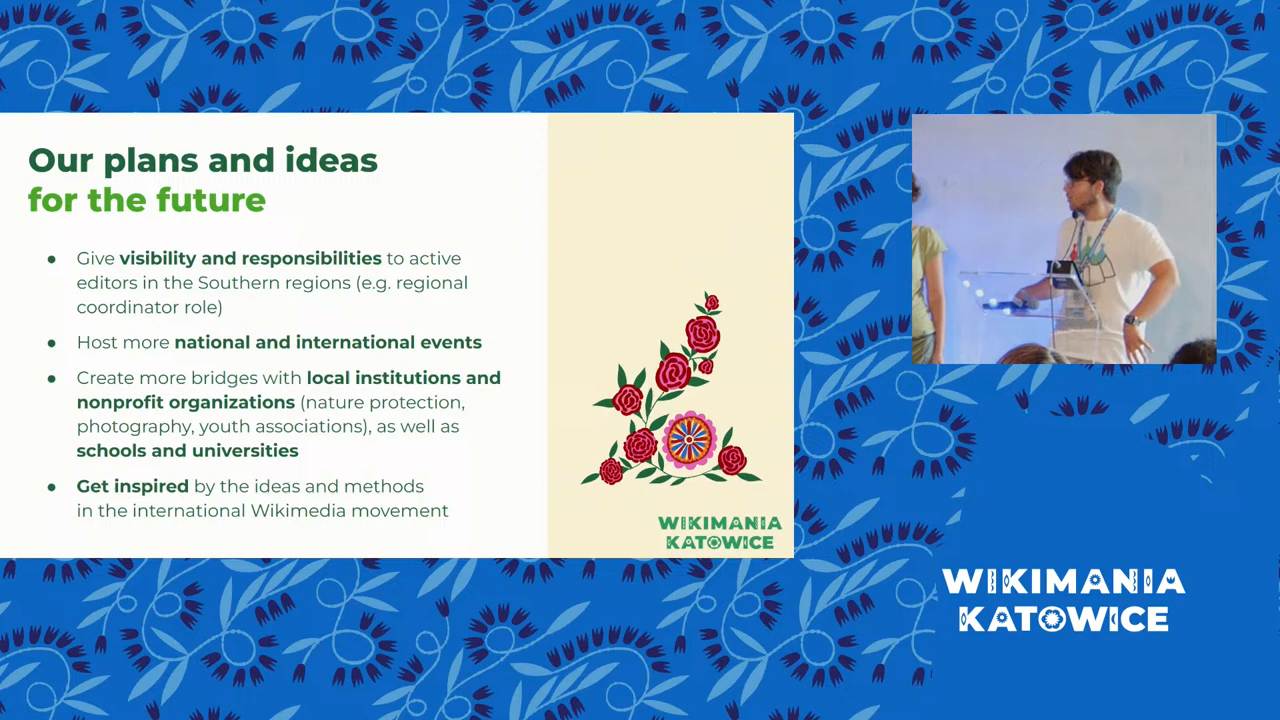 Our plans and ideas
for the future
● Give visibility and responsibilities to active
editors in the Southern regions (e.g. regional
coordinator role)
● Host more national and international events
● Create more bridges with local institutions and
nonprofit organizations (nature protection,
photography, youth associations), as well as
schools and universities
● Get inspired by the ideas and methods
in the international Wikimedia movement
WIKIMANIA
KATOWICE
WIKIMANIA
KATOWICE